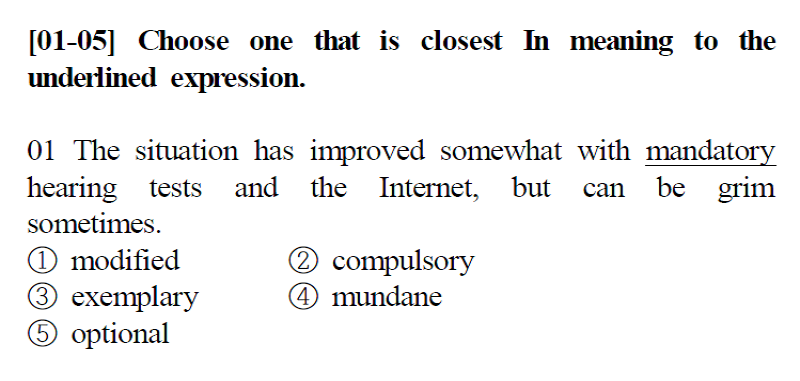 [01-05] Choose one that is closest In meaning to the
underlined expression.
01 The situation has improved somewhat with mandatory
hearing tests and the Internet, but can be grim
sometimes.
① modified ② compulsory
③ exemplary ④ mundane
⑤ optional